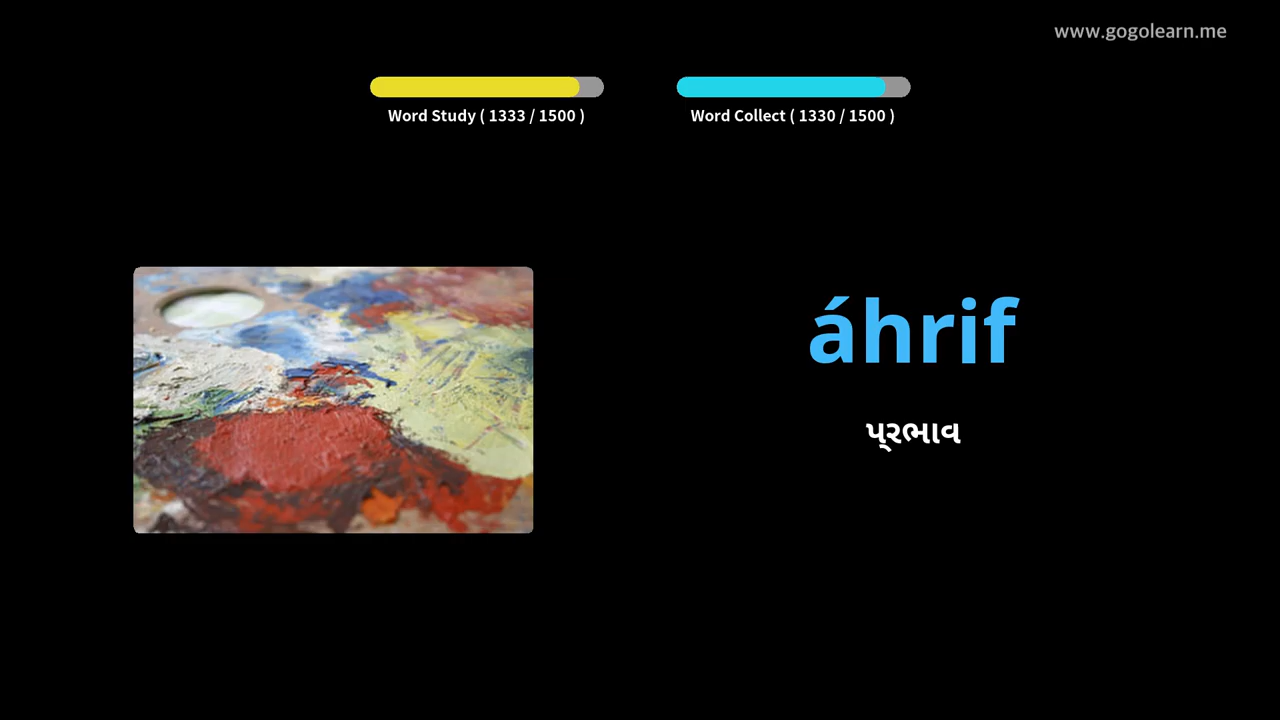 www.gogolearn.me
Word Study ( 1333 / 1500 )
Word Collect ( 1330 / 1500 )
áhrif
પ્રભાવ